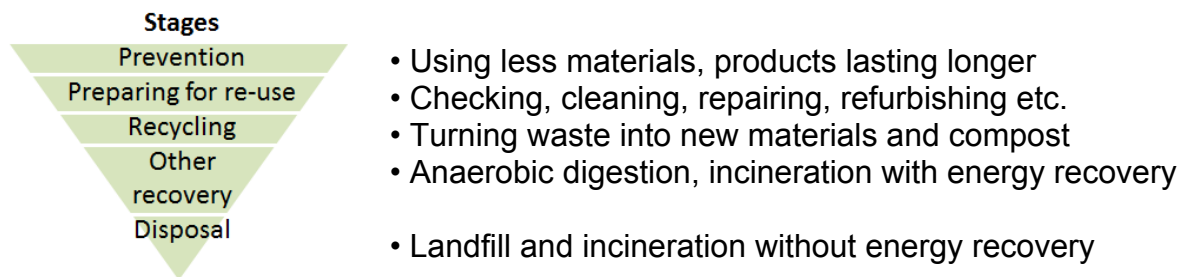 Stages
Prevention
Preparing for re-use
Recycling
Other
recovery
Disposal
• Using less materials, products lasting longer
• Checking, cleaning, repairing, refurbishing etc.
• Turning waste into new materials and compost
• Anaerobic digestion, incineration with energy recovery
• Landfill and incineration without energy recovery